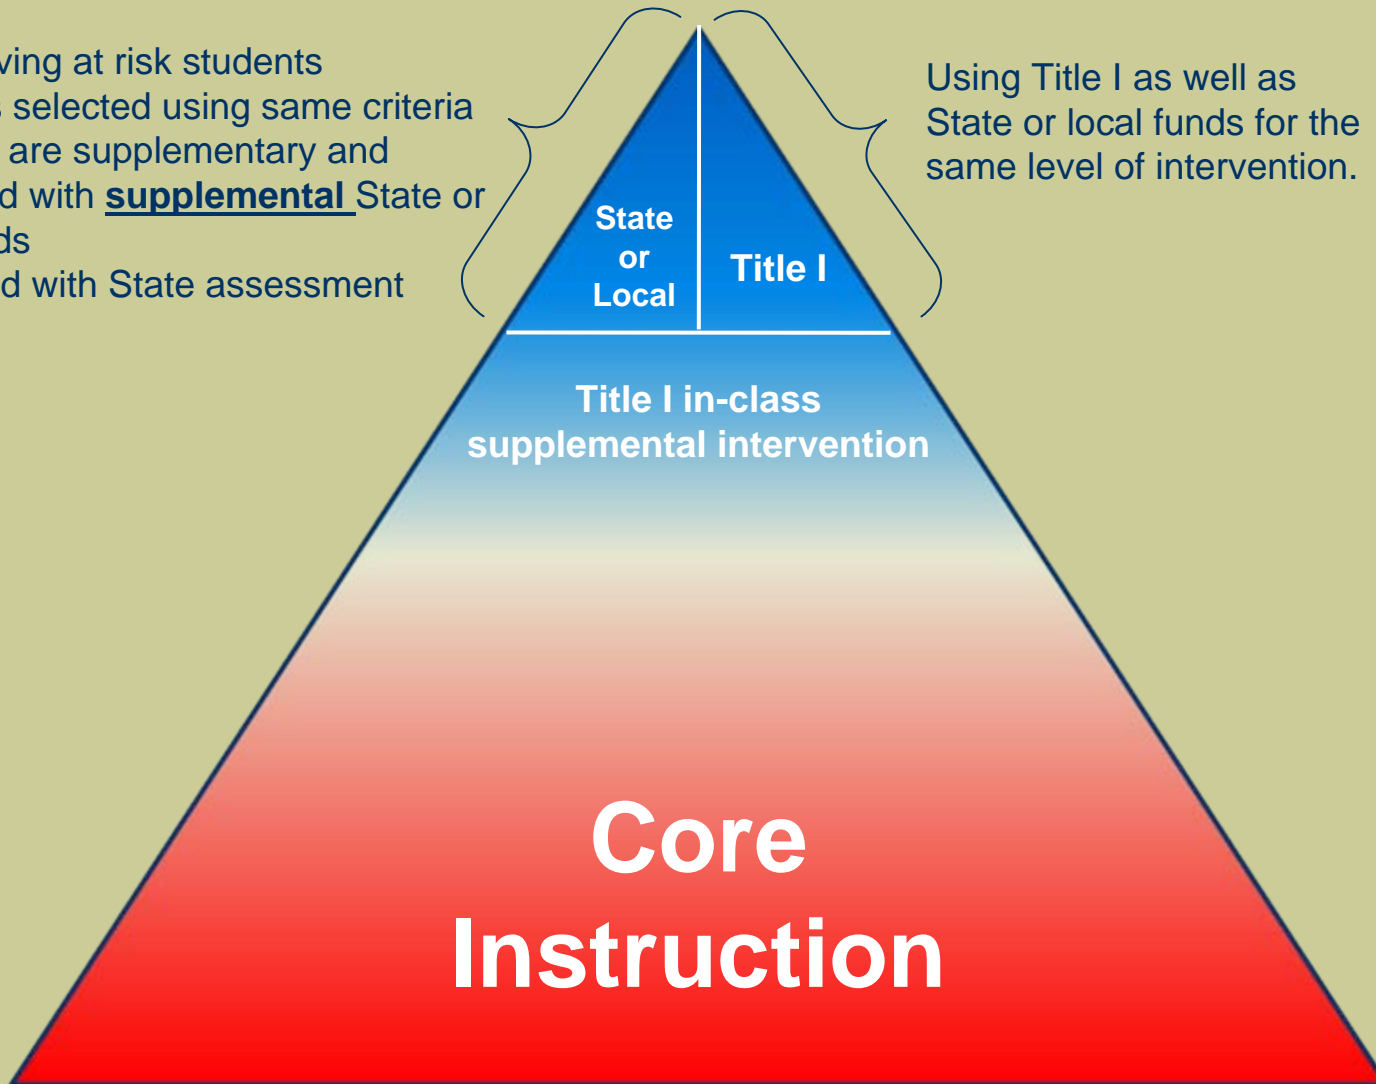 ving at risk students
s selected using same criteria
are supplementary and
d with supplemental State or
ds
d with State assessment
Using Title I as well as
State or local funds for the
same level of intervention.
State
or
Local
Title I
Title I in-class
supplemental intervention
Core
Instruction